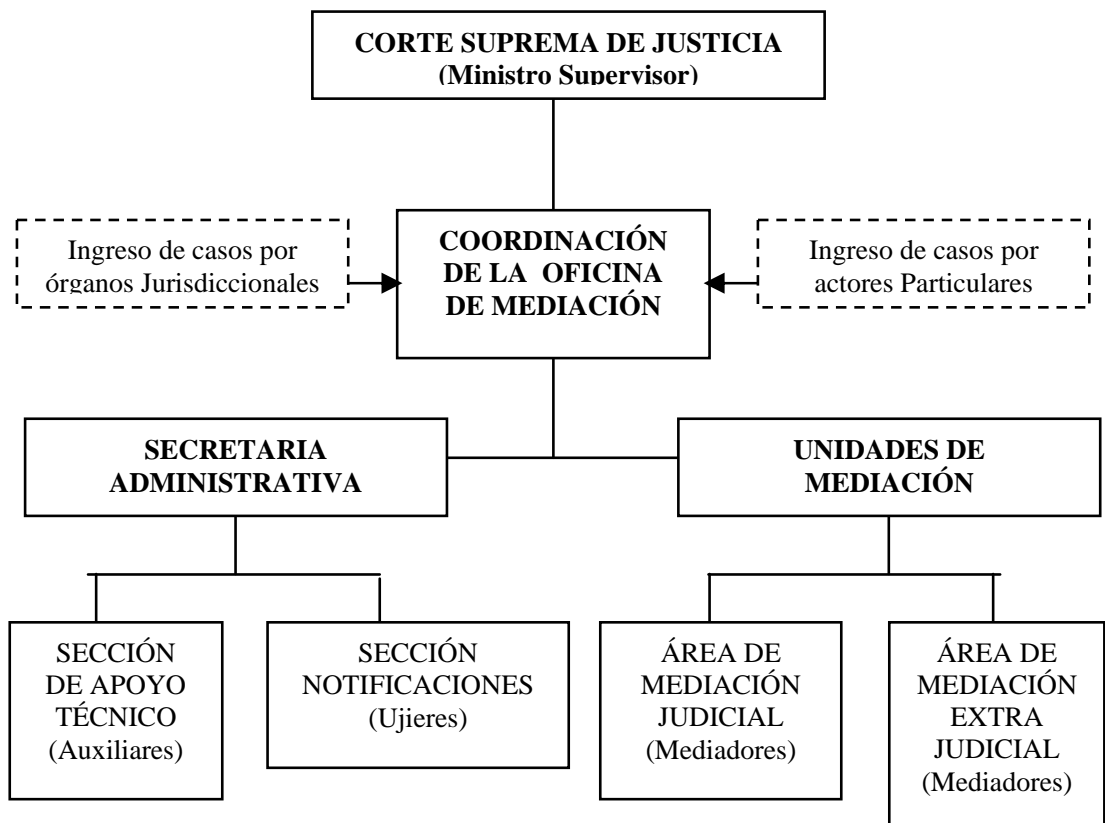 CORTE SUPREMA DE JUSTICIA
(Ministro Supervisor)
Ingreso de casos por
órganos Jurisdiccionales
COORDINACIÓN
DE LA OFICINA
DE MEDIACIÓN
Ingreso de casos por
actores Particulares
SECRETARIA
ADMINISTRATIVA
UNIDADES DE
MEDIACIÓN
SECCIÓN
DE APOYO
TÉCNICO
(Auxiliares)
SECCIÓN
NOTIFICACIONES
(Ujieres)
ÁREA DE
MEDIACIÓN
JUDICIAL
(Mediadores)
ÁREA DE
MEDIACIÓN
EXTRA
JUDICIAL
(Mediadores)